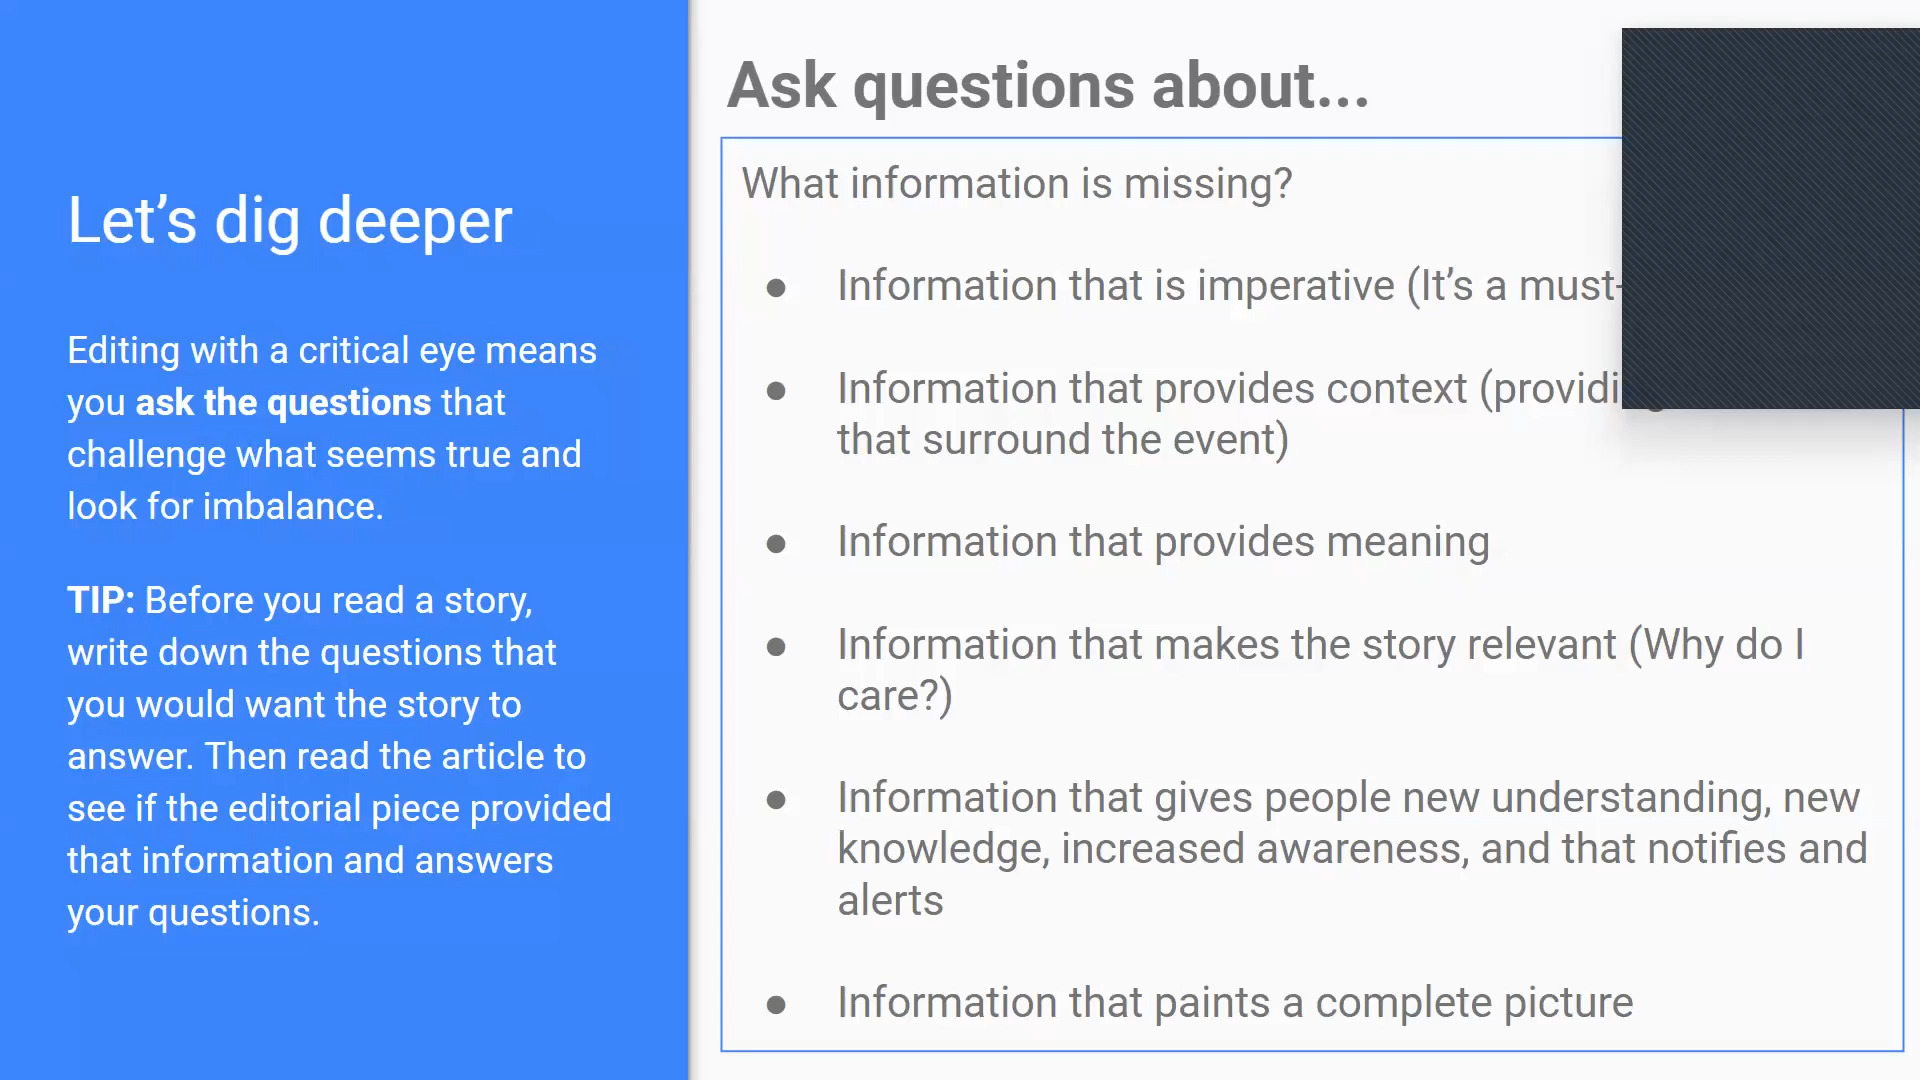 Let's dig deeper
Editing with a critical eye means
you ask the questions that
challenge what seems true and
look for imbalance.
TIP: Before you read a story,
write down the questions that
you would want the story to
answer. Then read the article to
see if the editorial piece provided
that information and answers
your questions.
Ask questions about...
What information is missing?
● Information that is imperative (It's a must-
● Information that provides context
that surround the event)
● Information that provides meaning
● Information that makes the story relevant (Why do I
care?)
● Information that gives people new understanding, new
knowledge, increased awareness, and that notifies and
alerts
● Information that paints a complete picture